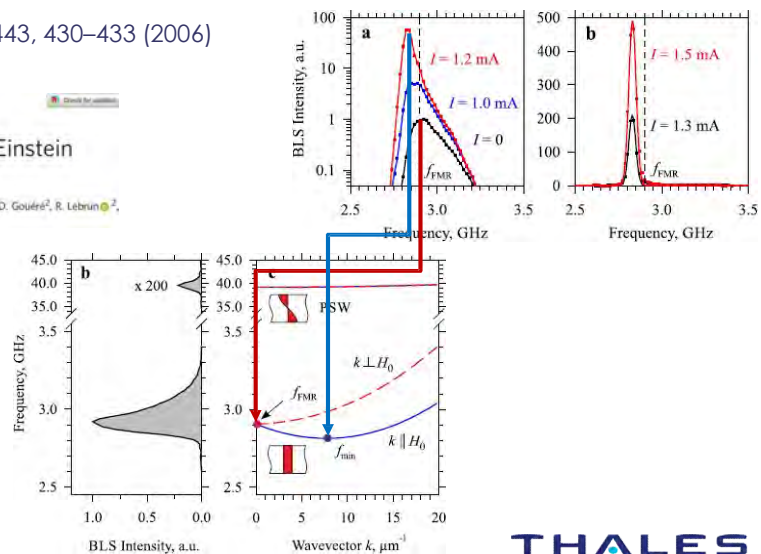 443, 430–433 (2006)
Check for updates
Einstein
D. Gouéré², R. Lebrun 2,
a
100
10
1
0.1
BLS Intensity, a.u.
I = 1.2 mA
I = 1.0 mA
I = 0
fFMR
2.5 3.0 3.5
Frequency, GHz
b
500
400
300
200
100
0
I = 1.5 mA
I = 1.3 mA
fFMR
2.5 3.0 3.5
Frequency, GHz
b
45.0
40.0
35.0
3.5
3.0
2.5
Frequency, GHz
x 200
1.0 0.5 0.0
BLS Intensity, a.u.
c
45.0
40.0
35.0
3.5
3.0
2.5
PSW
k⊥H0
fFMR
k ∥ H0
fmin
0 5 10 15 20
Wavevector k, µm⁻¹
THALES